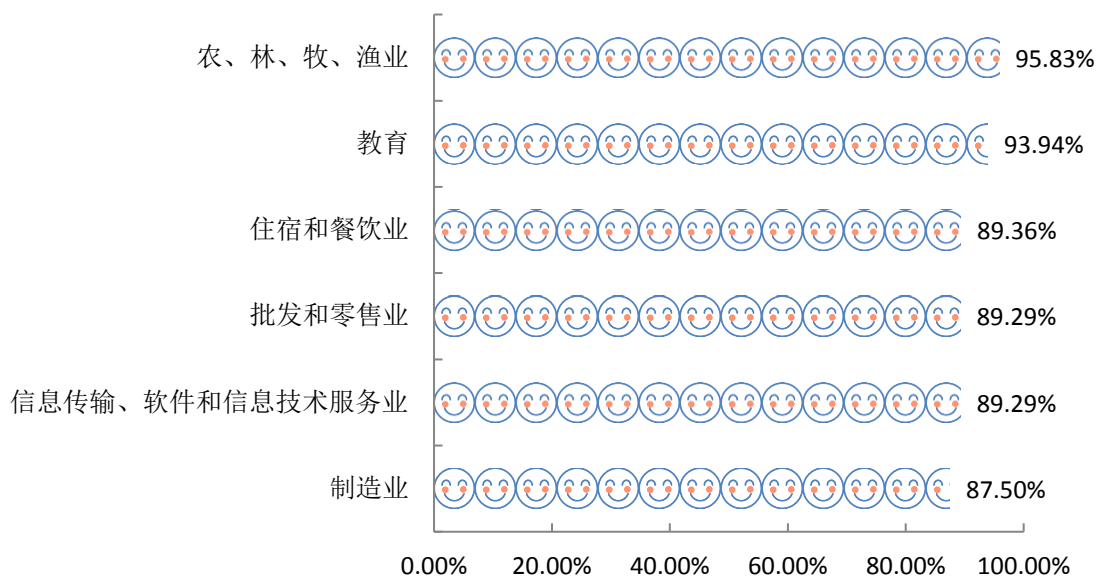 农、林、牧、渔业 95.83%
教育 93.94%
住宿和餐饮业 89.36%
批发和零售业 89.29%
信息传输、软件和信息技术服务业 89.29%
制造业 87.50%
0.00% 20.00% 40.00% 60.00% 80.00% 100.00%